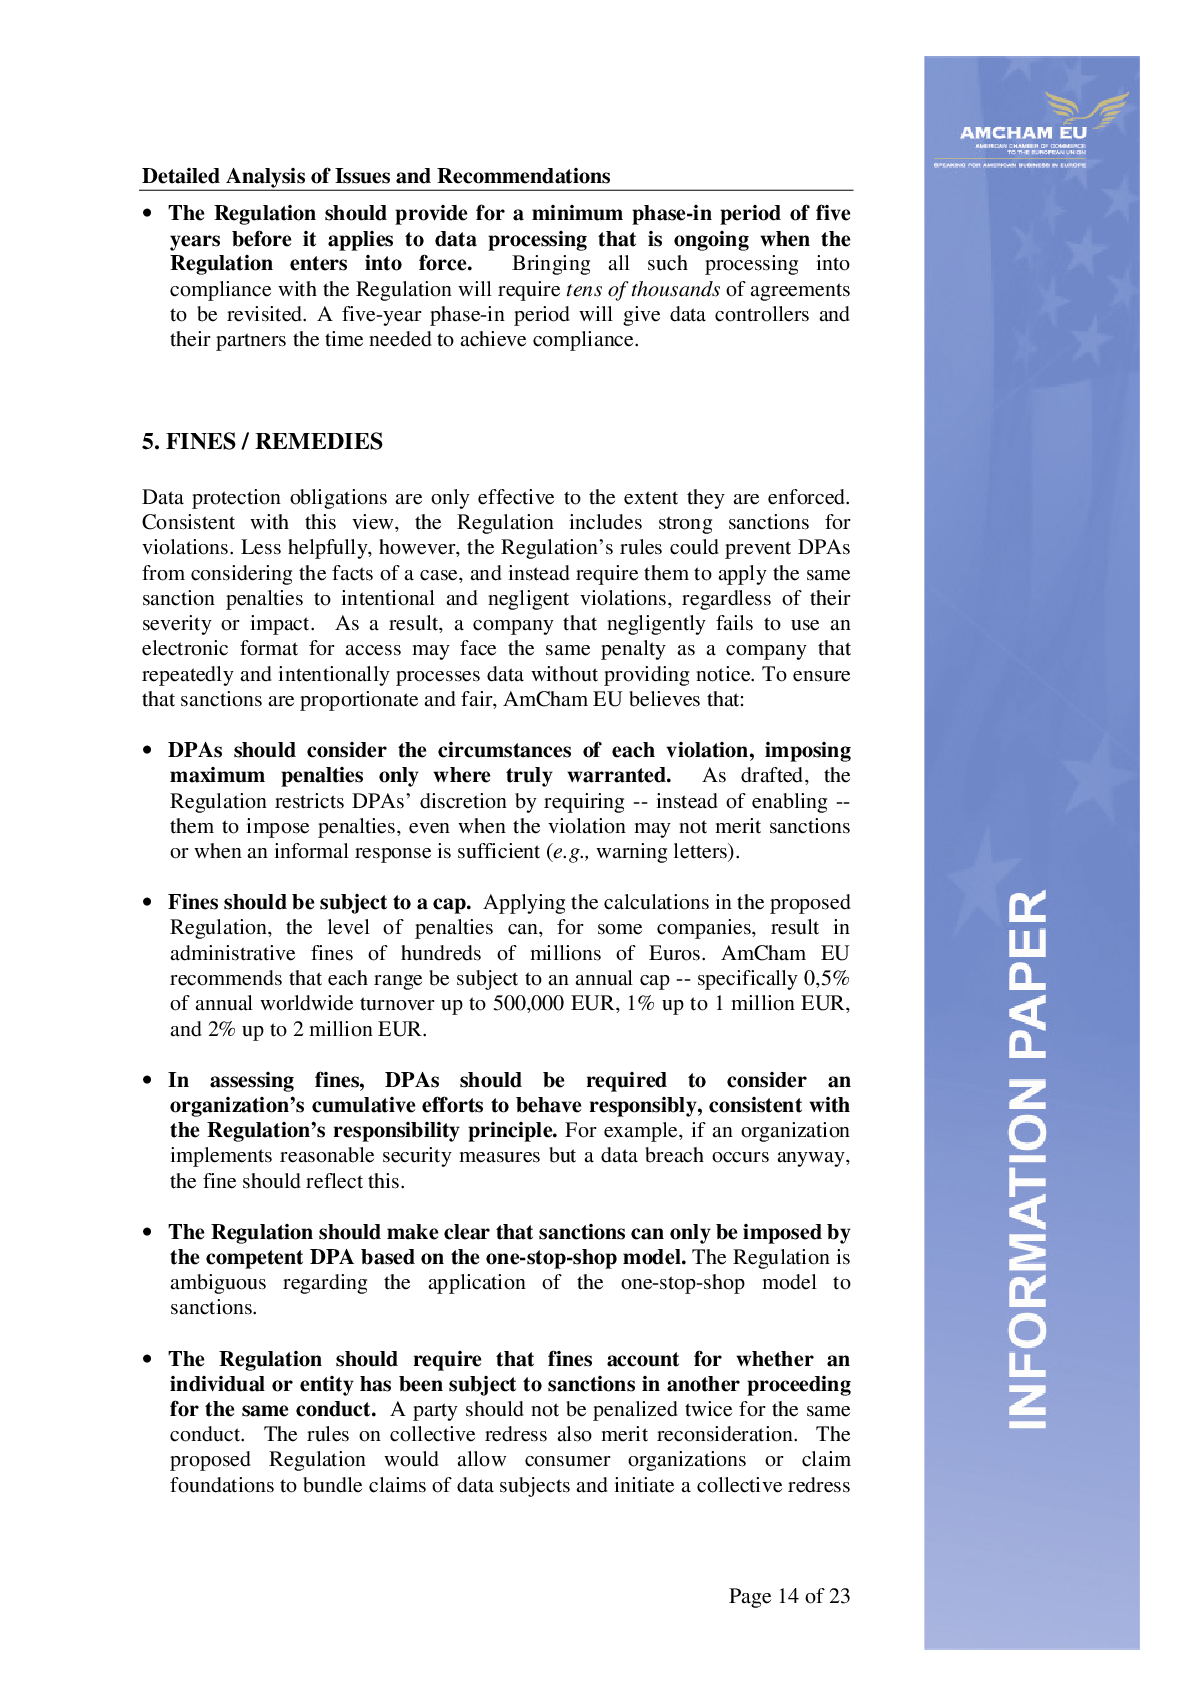 AMCHAM EU
AMERICAN CHAMBER OF COMMERCE
TO THE EUROPEAN UNION
SPEAKING FOR AMERICAN BUSINESS IN EUROPE
Detailed Analysis of Issues and Recommendations
• The Regulation should provide for a minimum phase-in period of five
years before it applies to data processing that is ongoing when the
Regulation enters into force. Bringing all such processing into
compliance with the Regulation will require tens of thousands of agreements
to be revisited. A five-year phase-in period will give data controllers and
their partners the time needed to achieve compliance.
5. FINES / REMEDIES
Data protection obligations are only effective to the extent they are enforced.
Consistent with this view, the Regulation includes strong sanctions for
violations. Less helpfully, however, the Regulation’s rules could prevent DPAs
from considering the facts of a case, and instead require them to apply the same
sanction penalties to intentional and negligent violations, regardless of their
severity or impact. As a result, a company that negligently fails to use an
electronic format for access may face the same penalty as a company that
repeatedly and intentionally processes data without providing notice. To ensure
that sanctions are proportionate and fair, AmCham EU believes that:
• DPAs should consider the circumstances of each violation, imposing
maximum penalties only where truly warranted. As drafted, the
Regulation restricts DPAs’ discretion by requiring -- instead of enabling --
them to impose penalties, even when the violation may not merit sanctions
or when an informal response is sufficient (e.g., warning letters).
• Fines should be subject to a cap. Applying the calculations in the proposed
Regulation, the level of penalties can, for some companies, result in
administrative fines of hundreds of millions of Euros. AmCham EU
recommends that each range be subject to an annual cap -- specifically 0,5%
of annual worldwide turnover up to 500,000 EUR, 1% up to 1 million EUR,
and 2% up to 2 million EUR.
• In assessing fines, DPAs should be required to consider an
organization’s cumulative efforts to behave responsibly, consistent with
the Regulation’s responsibility principle. For example, if an organization
implements reasonable security measures but a data breach occurs anyway,
the fine should reflect this.
• The Regulation should make clear that sanctions can only be imposed by
the competent DPA based on the one-stop-shop model. The Regulation is
ambiguous regarding the application of the one-stop-shop model to
sanctions.
• The Regulation should require that fines account for whether an
individual or entity has been subject to sanctions in another proceeding
for the same conduct. A party should not be penalized twice for the same
conduct. The rules on collective redress also merit reconsideration. The
proposed Regulation would allow consumer organizations or claim
foundations to bundle claims of data subjects and initiate a collective redress
Page 14 of 23
INFORMATION PAPER